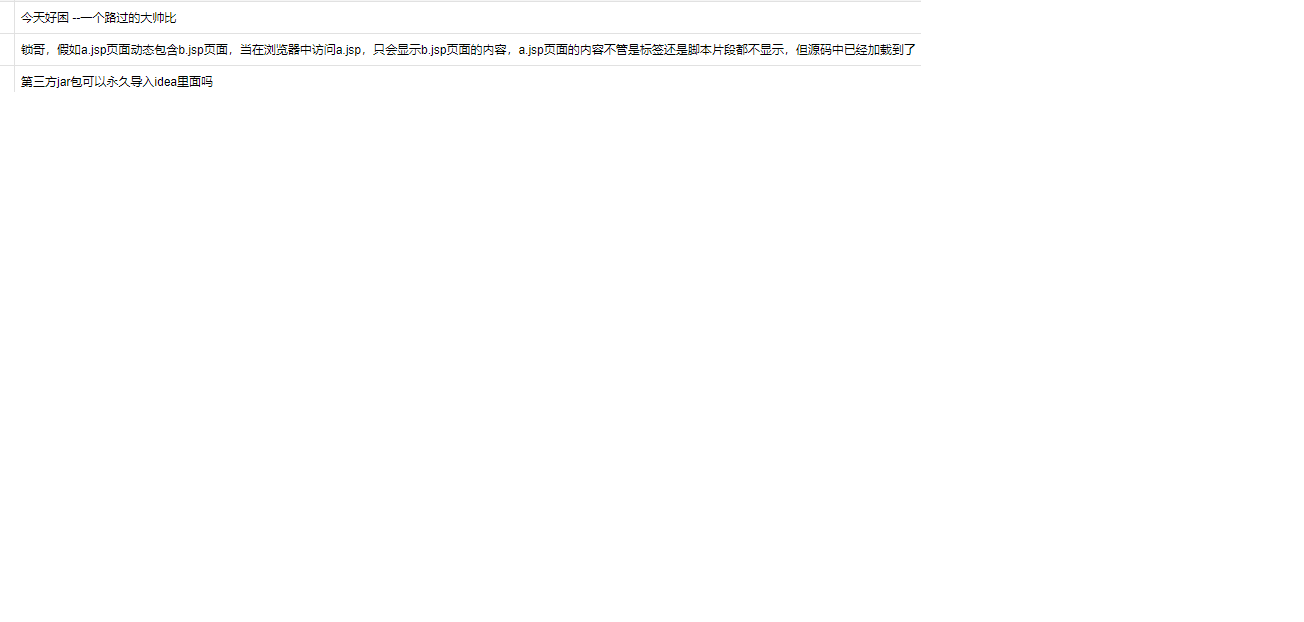 今天好困 --一个路过的大帅比
锁哥，假如a.jsp页面动态包含b.jsp页面，当在浏览器中访问a.jsp，只会显示b.jsp页面的内容，a.jsp页面的内容不管是标签还是脚本片段都不显示，但源码中已经加载到了
第三方jar包可以永久导入idea里面吗